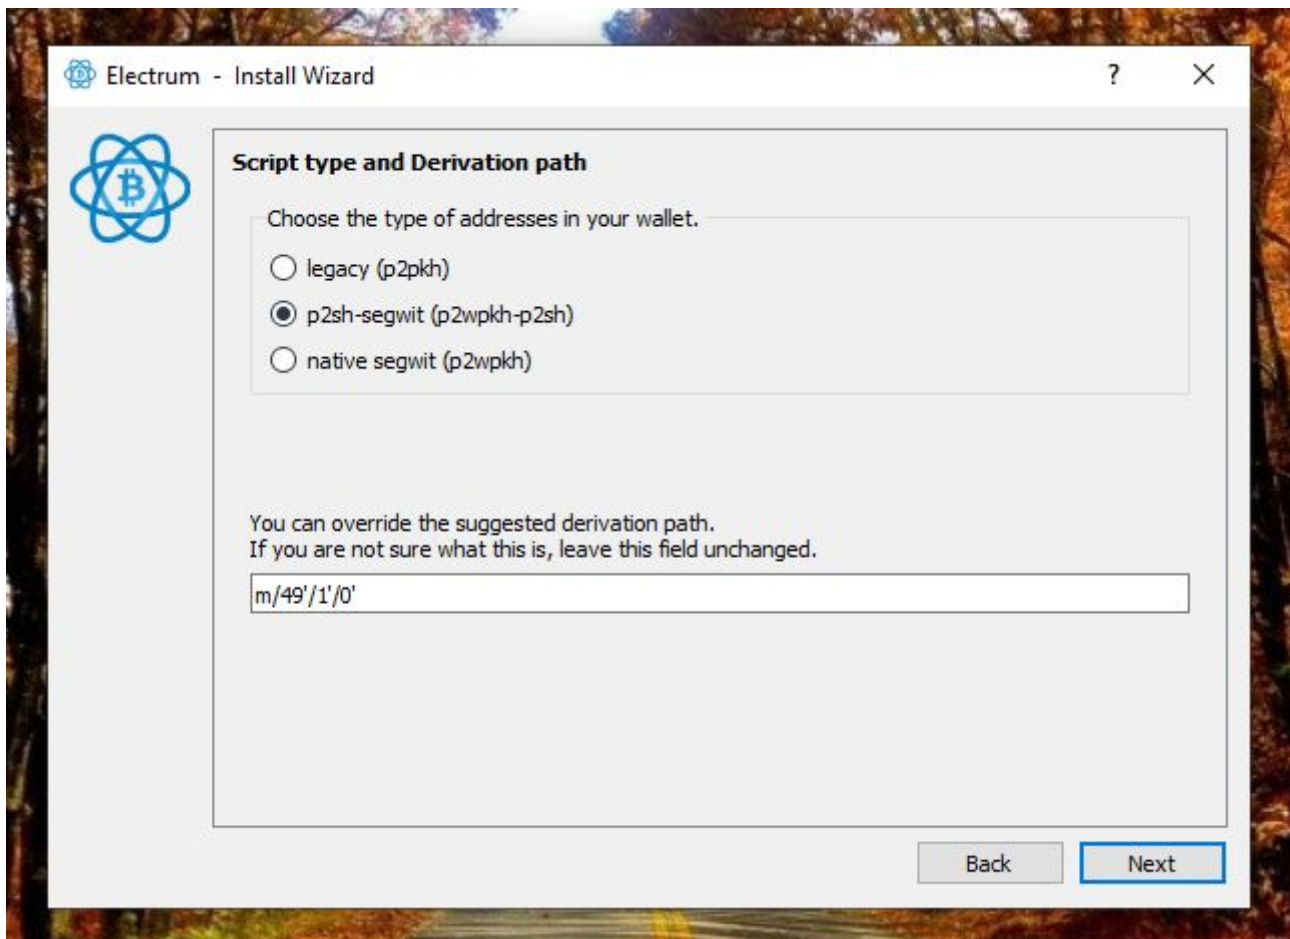 Electrum - Install Wizard
?
Script type and Derivation path
Choose the type of addresses in your wallet.
legacy (p2pkh)
p2sh-segwit (p2wpkh-p2sh)
native segwit (p2wpkh)
You can override the suggested derivation path.
If you are not sure what this is, leave this field unchanged.
m/49'/1'/0'
Back
Next